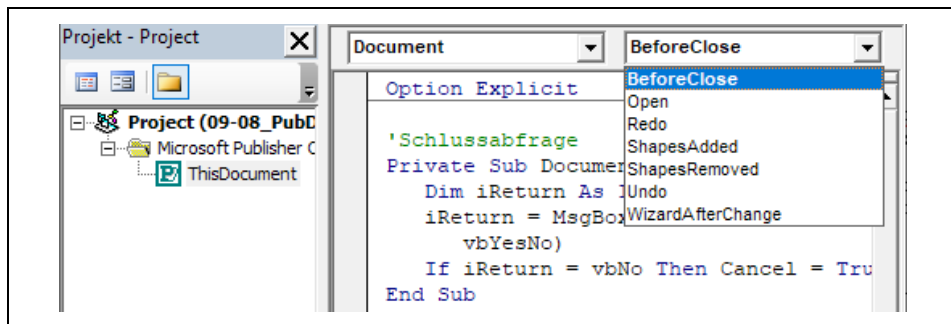 Projekt - Project
Project (09-08_PubD
Microsoft Publisher
ThisDocument
Document
BeforeClose
BeforeClose
Open
Redo
ShapesAdded
ShapesRemoved
Undo
WizardAfterChange
Option Explicit
'Schlussabfrage
Private Sub Documen
Dim iReturn As
iReturn = MsgBox
vbYesNo)
If iReturn = vbNo Then Cancel = Tru
End Sub